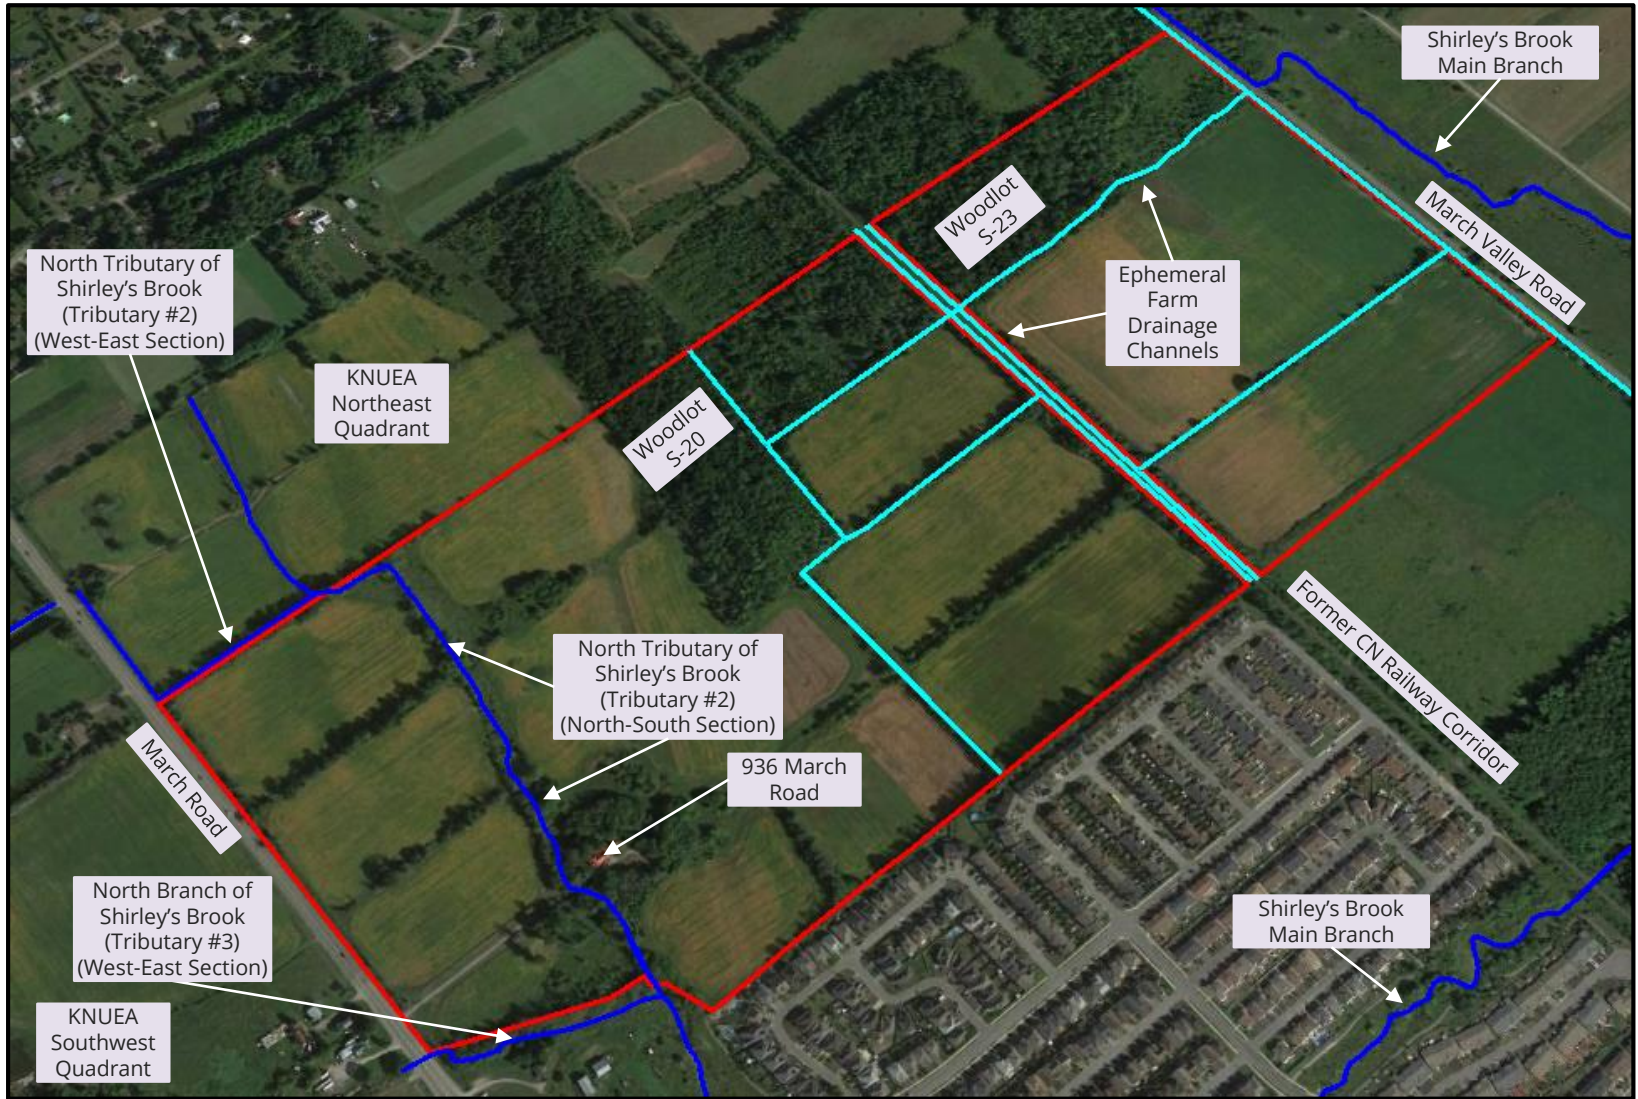 Shirley's Brook
Main Branch
Woodlot
S-23
March Valley Road
North Tributary of
Shirley's Brook
(Tributary #2)
(West-East Section)
Ephemeral
Farm
Drainage
Channels
KNUEA
Northeast
Quadrant
Woodlot
S-20
Former CN Railway Corridor
North Tributary of
Shirley's Brook
(Tributary #2)
(North-South Section)
March Road
936 March
Road
North Branch of
Shirley's Brook
(Tributary #3)
(West-East Section)
Shirley's Brook
Main Branch
KNUEA
Southwest
Quadrant